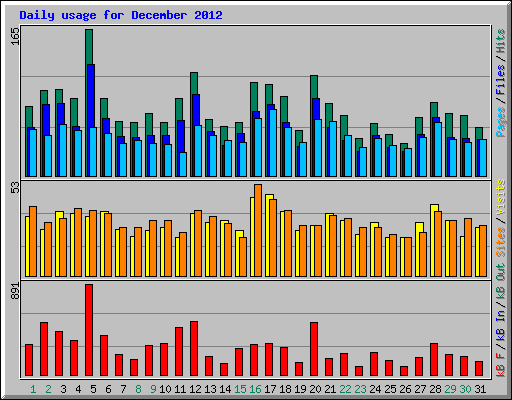 Daily usage for December 2012
165
53
891
Pages / Files / Hits
Sites / Visits
kB F / kB In / kB Out
1 2 3 4 5 6 7 8 9 10 11 12 13 14 15 16 17 18 19 20 21 22 23 24 25 26 27 28 29 30 31